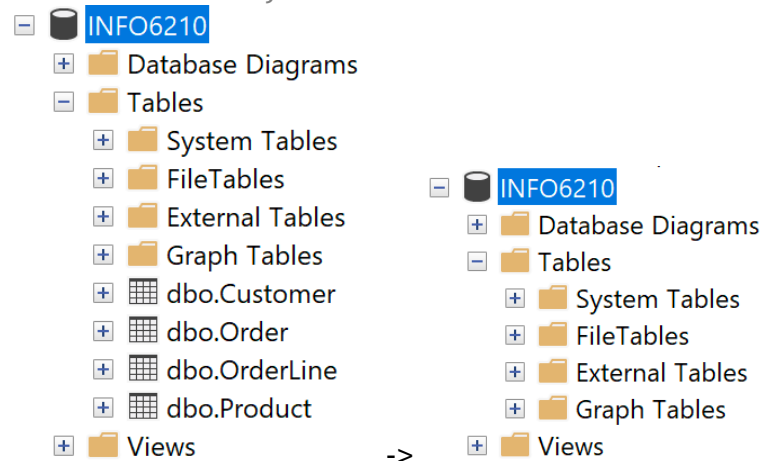 INFO6210
Database Diagrams
Tables
System Tables
FileTables
External Tables
Graph Tables
dbo.Customer
dbo.Order
dbo.OrderLine
dbo.Product
Views
->
INFO6210
Database Diagrams
Tables
System Tables
FileTables
External Tables
Graph Tables
Views